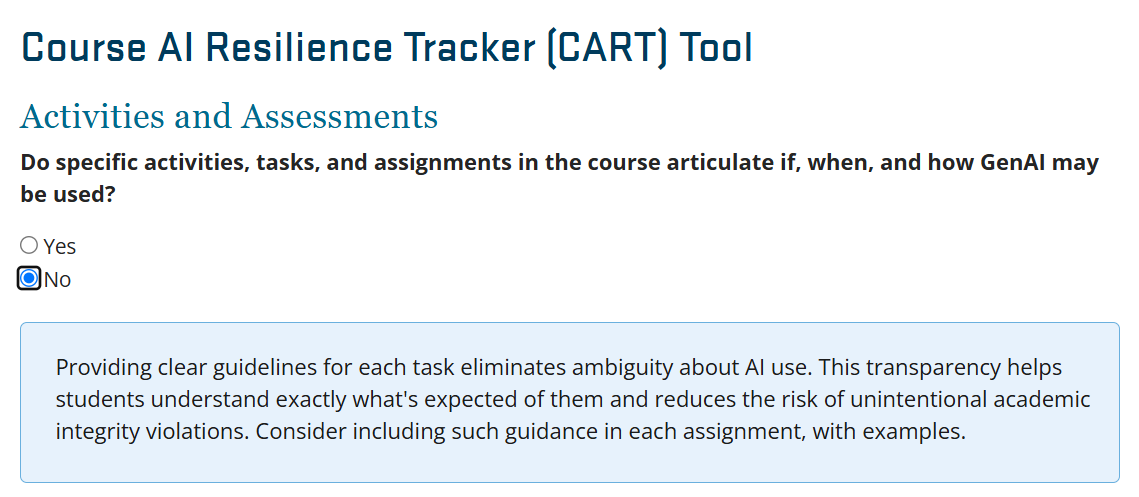 Course AI Resilience Tracker (CART) Tool
Activities and Assessments
Do specific activities, tasks, and assignments in the course articulate if, when, and how GenAI may
be used?
Yes
No
Providing clear guidelines for each task eliminates ambiguity about AI use. This transparency helps
students understand exactly what's expected of them and reduces the risk of unintentional academic
integrity violations. Consider including such guidance in each assignment, with examples.